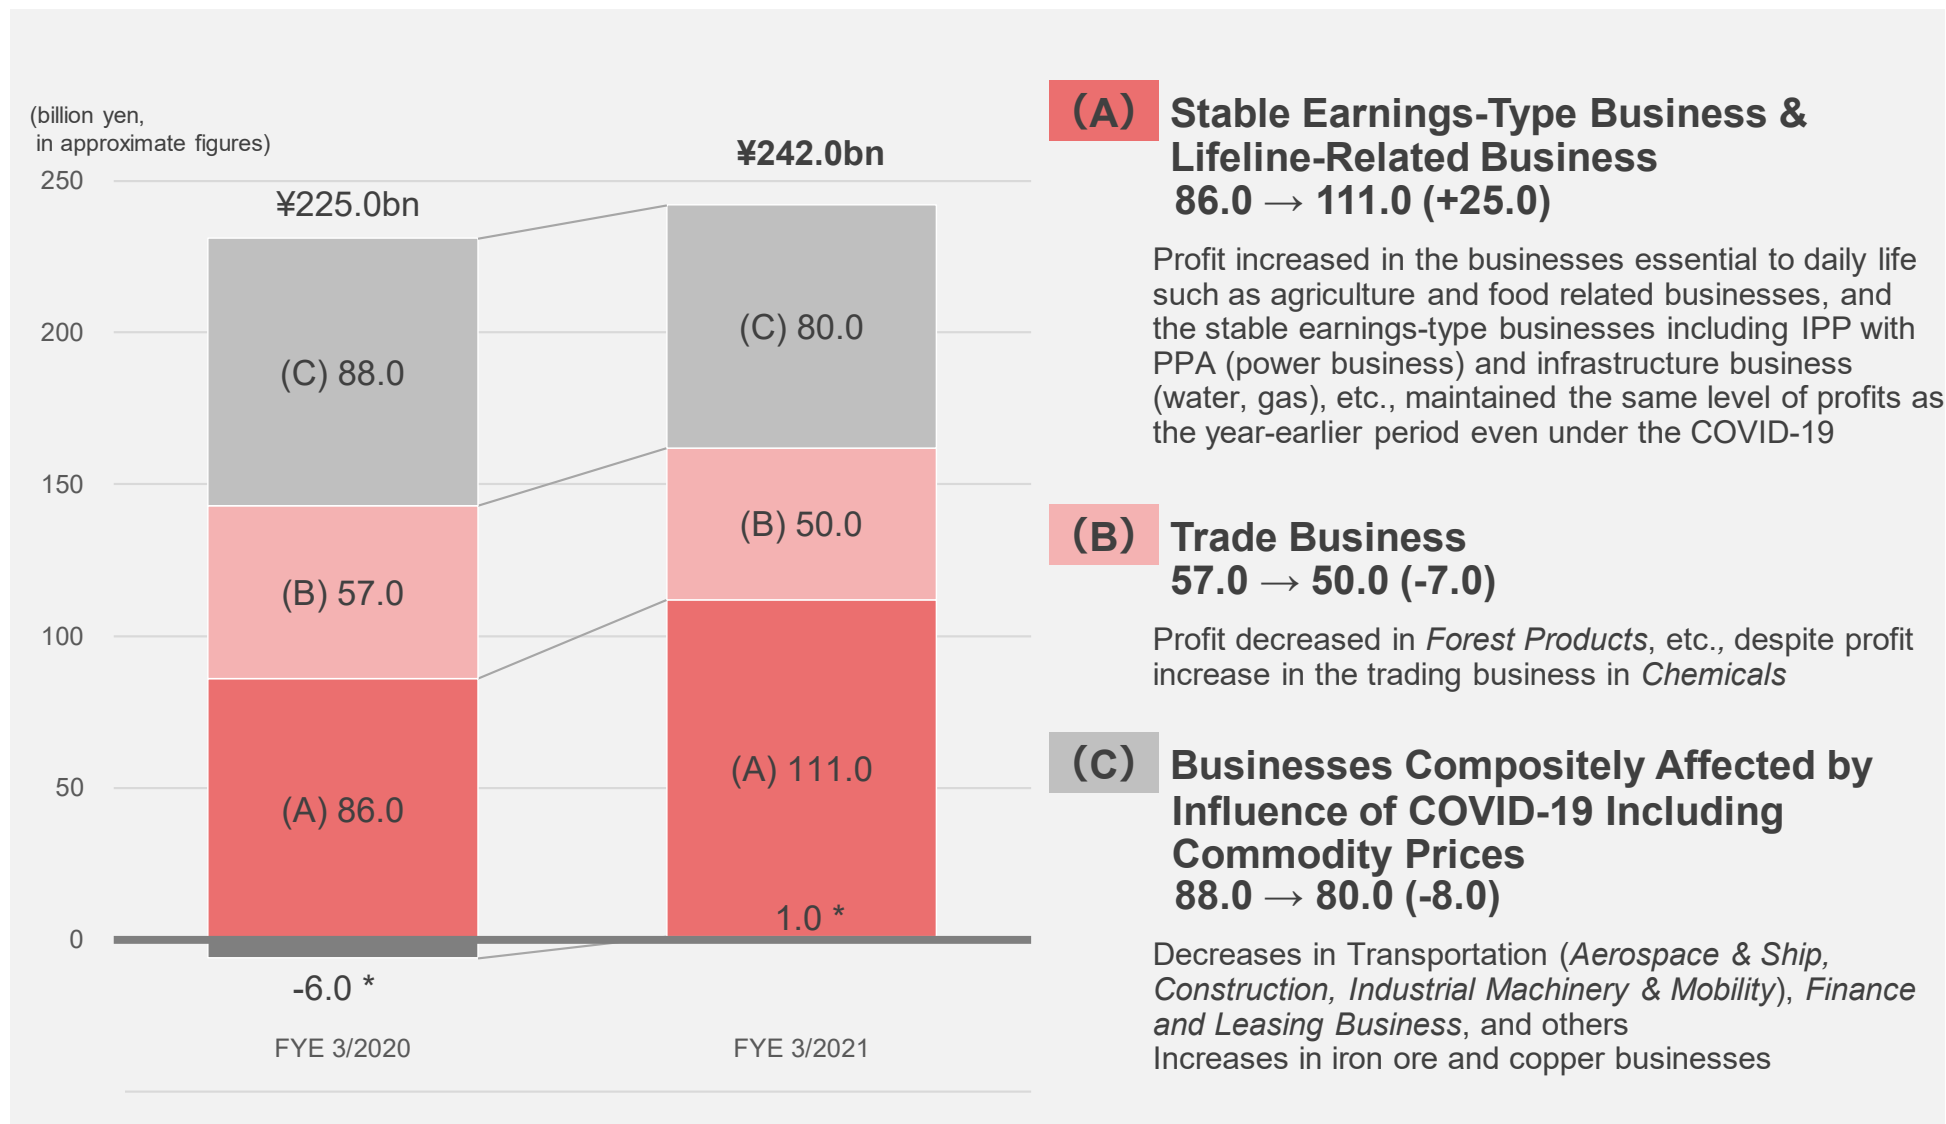 (billion yen,
in approximate figures)
250
200
150
100
50
0
¥225.0bn
(C) 88.0
(B) 57.0
(A) 86.0
-6.0 *
FYE 3/2020
¥242.0bn
(C) 80.0
(B) 50.0
(A) 111.0
1.0 *
FYE 3/2021
(A) Stable Earnings-Type Business &
Lifeline-Related Business
86.0 → 111.0 (+25.0)
Profit increased in the businesses essential to daily life
such as agriculture and food related businesses, and
the stable earnings-type businesses including IPP with
PPA (power business) and infrastructure business
(water, gas), etc., maintained the same level of profits as
the year-earlier period even under the COVID-19
(B) Trade Business
57.0 → 50.0 (-7.0)
Profit decreased in Forest Products, etc., despite profit
increase in the trading business in Chemicals
(C) Businesses Compositely Affected by
Influence of COVID-19 Including
Commodity Prices
88.0 → 80.0 (-8.0)
Decreases in Transportation (Aerospace & Ship,
Construction, Industrial Machinery & Mobility), Finance
and Leasing Business, and others
Increases in iron ore and copper businesses